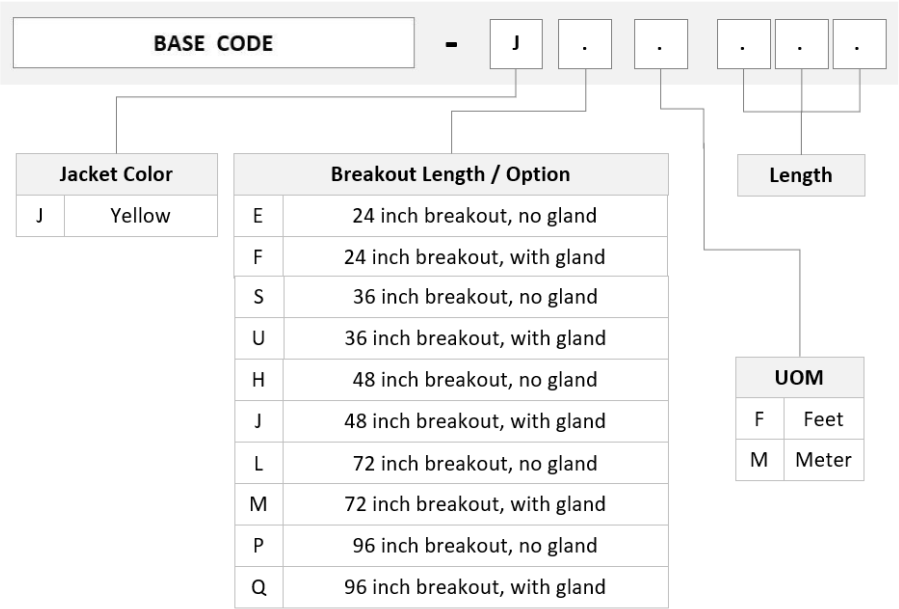 BASE CODE - J . . . . .
Jacket Color
J Yellow
Breakout Length / Option
E 24 inch breakout, no gland
F 24 inch breakout, with gland
S 36 inch breakout, no gland
U 36 inch breakout, with gland
H 48 inch breakout, no gland
J 48 inch breakout, with gland
L 72 inch breakout, no gland
M 72 inch breakout, with gland
P 96 inch breakout, no gland
Q 96 inch breakout, with gland
Length
UOM
F Feet
M Meter